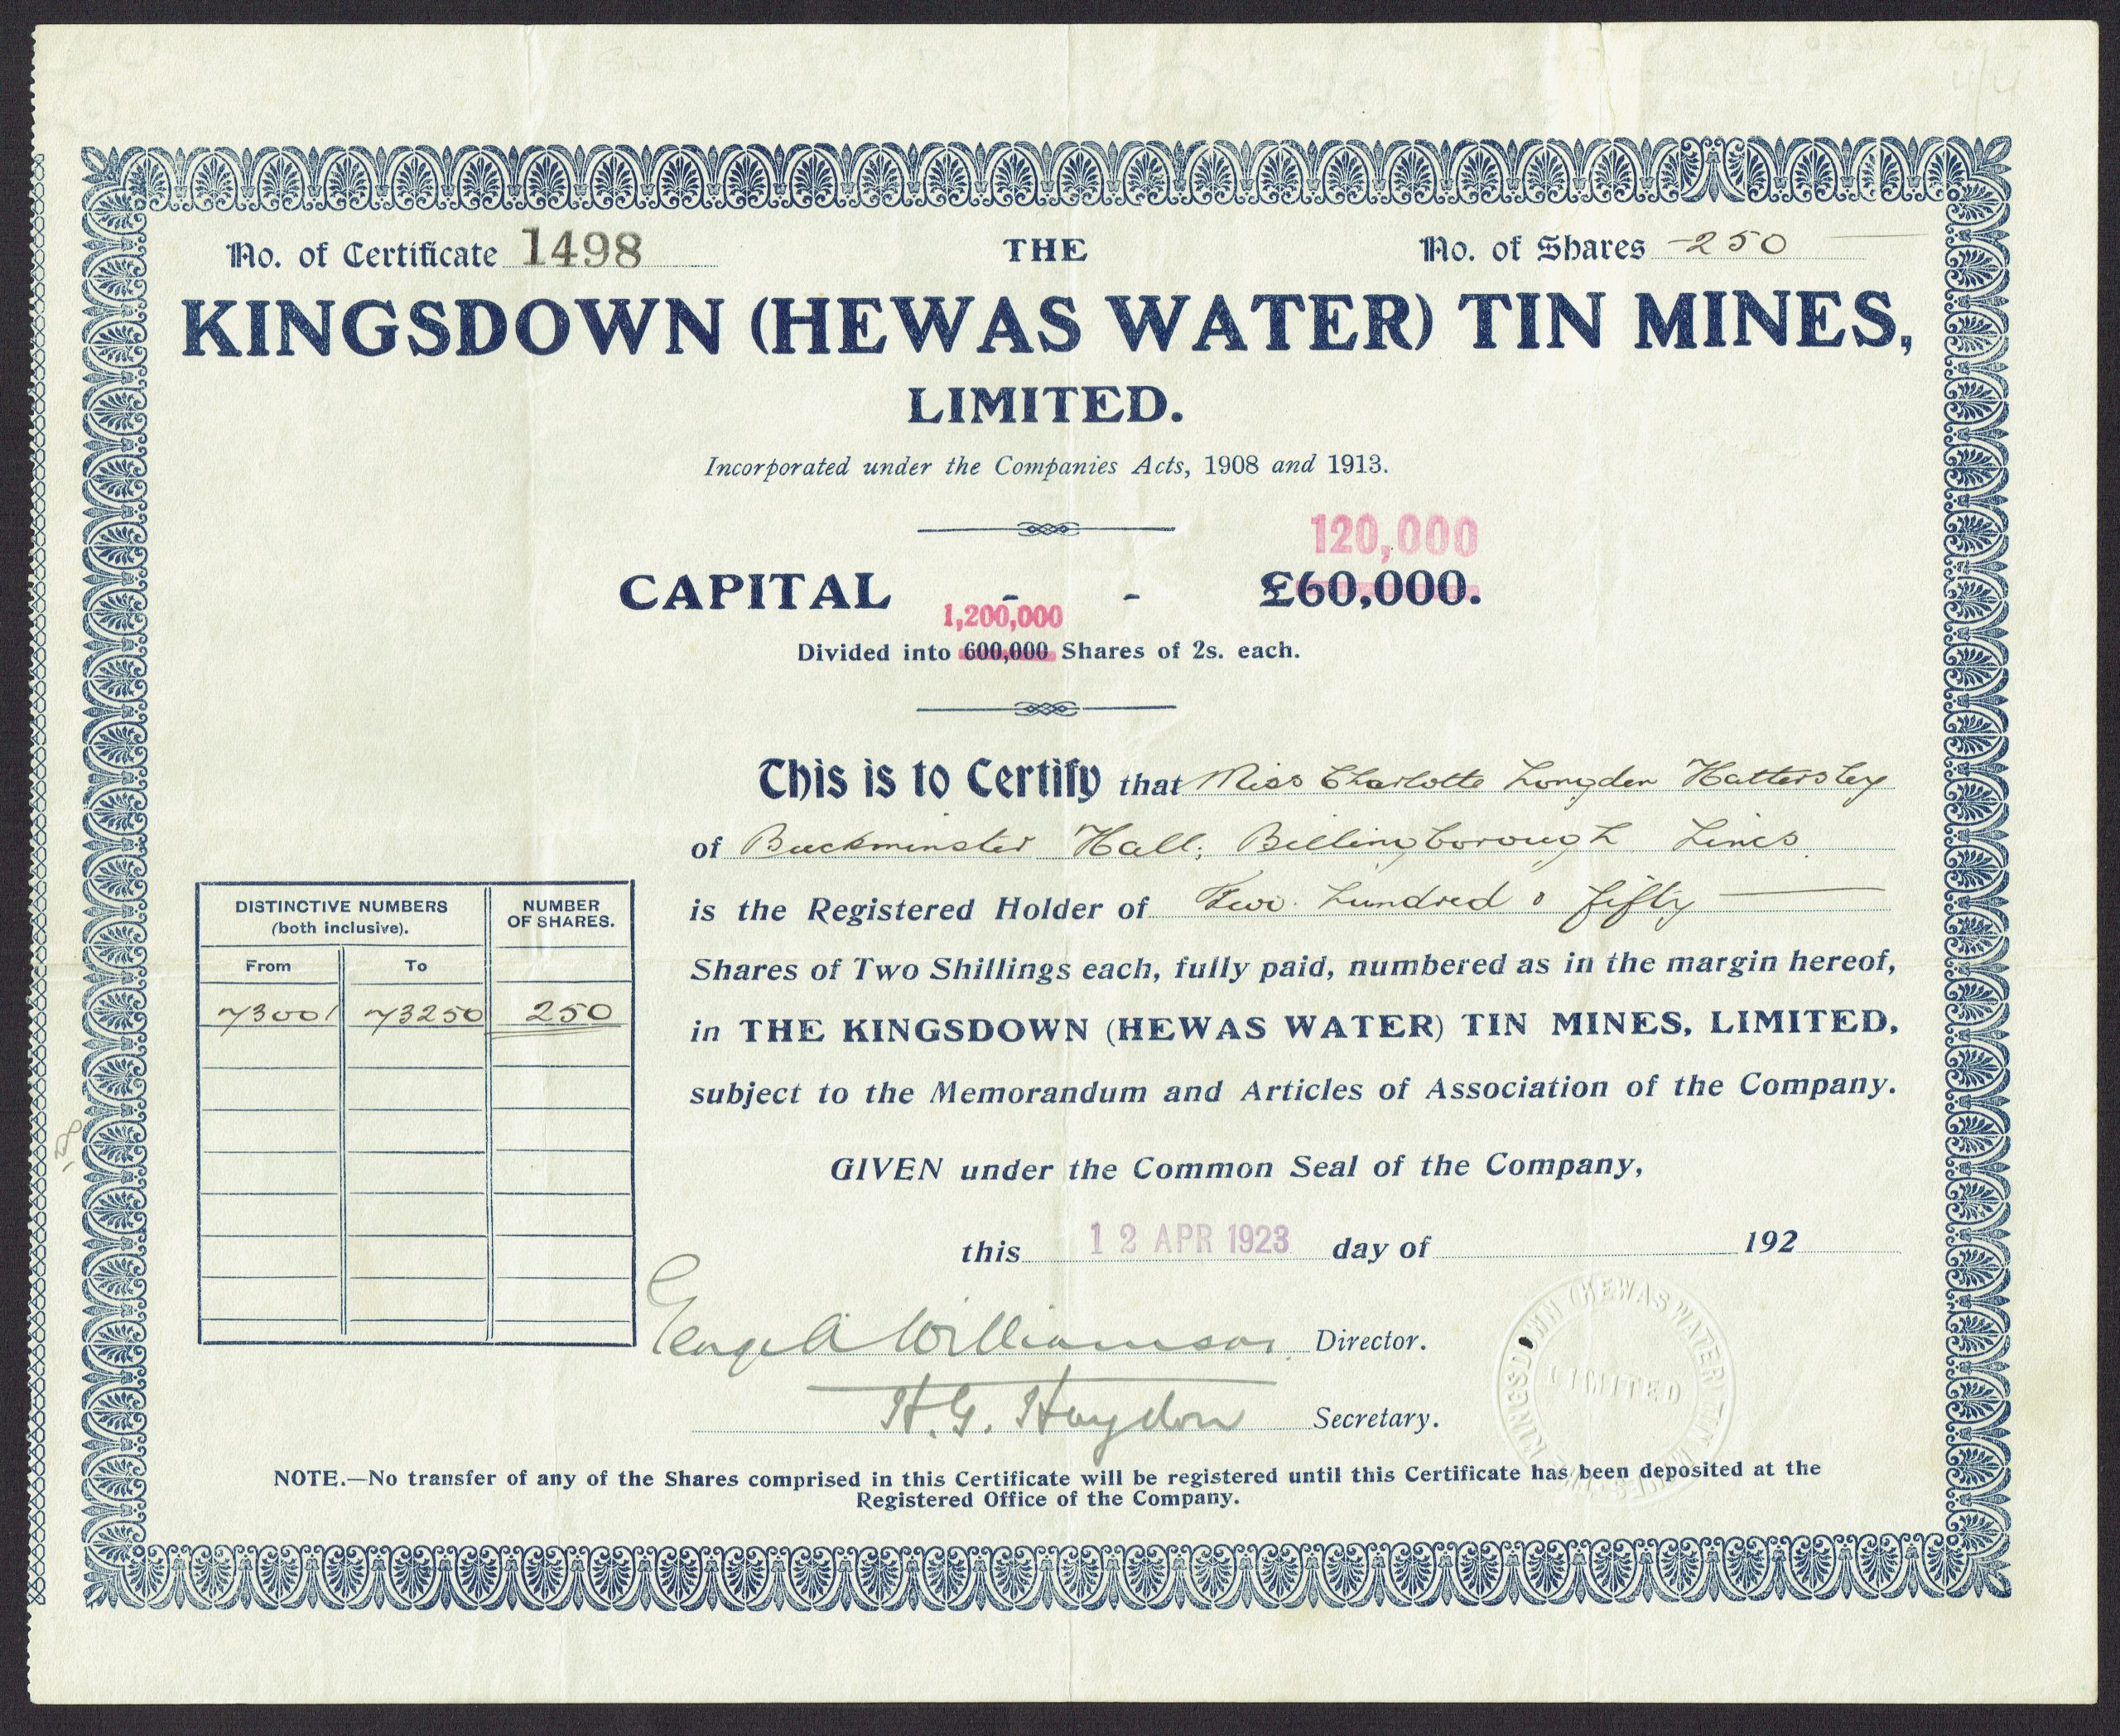 No. of Certificate 1498
THE
No. of Shares 250
KINGSDOWN (HEWAS WATER) TIN MINES,
LIMITED.
Incorporated under the Companies Acts, 1908 and 1913.
120,000
CAPITAL - - £60,000.
1,200,000
Divided into 600,000 Shares of 2s. each.
This is to Certify that Miss Charlotte Longden Hattersley
of Buckminster Hall, Billingborough Lincs
is the Registered Holder of Two hundred & fifty
Shares of Two Shillings each, fully paid, numbered as in the margin hereof,
in THE KINGSDOWN (HEWAS WATER) TIN MINES, LIMITED,
subject to the Memorandum and Articles of Association of the Company.
DISTINCTIVE NUMBERS
(both inclusive).
NUMBER
OF SHARES.
From To
73001 73250 250
GIVEN under the Common Seal of the Company,
this 12 APR 1923 day of 192
George A Williamson Director.
H.G. Haydon Secretary.
KINGSDOWN (HEWAS WATER) TIN MINES
LIMITED
NOTE.—No transfer of any of the Shares comprised in this Certificate will be registered until this Certificate has been deposited at the
Registered Office of the Company.